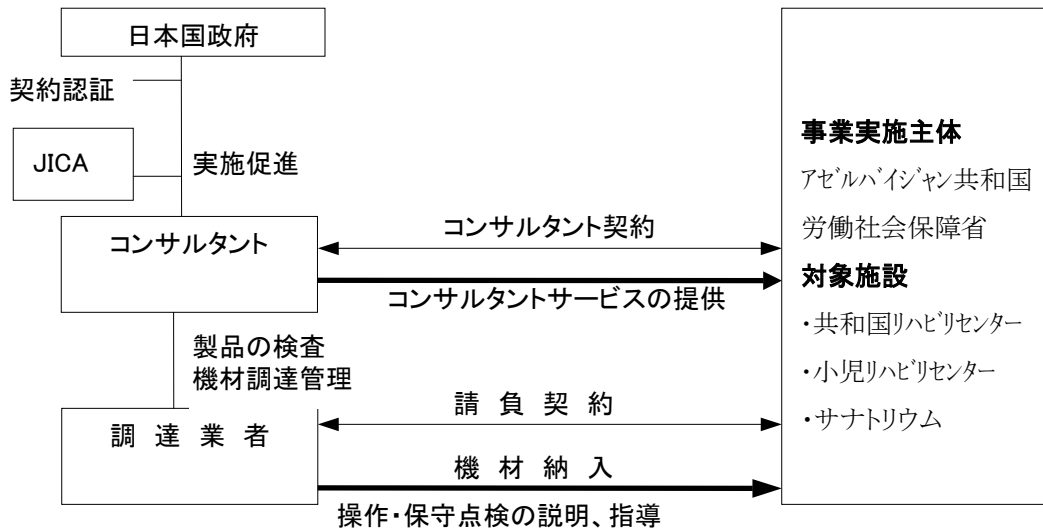 日本国政府
契約認証
JICA
実施促進
コンサルタント
コンサルタント契約
コンサルタントサービスの提供
製品の検査
機材調達管理
調 達 業 者
請 負 契 約
機 材 納 入
操作・保守点検の説明、指導
事業実施主体
ｱｾﾞﾙﾊﾞｲｼﾞｬﾝ共和国
労働社会保障省
対象施設
・共和国ﾘﾊﾋﾞﾘｾﾝﾀｰ
・小児ﾘﾊﾋﾞﾘｾﾝﾀｰ
・サナトリウム